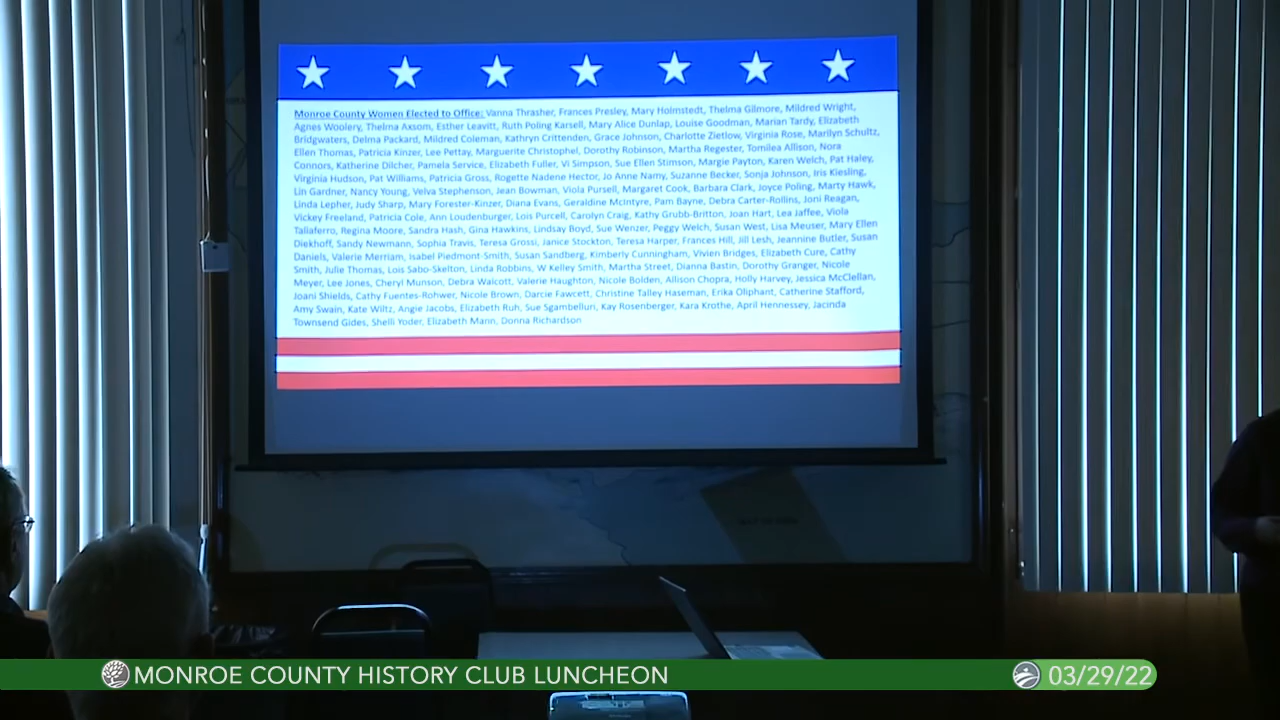 Monroe County Women Elected to Office: Vanna Thrasher, Frances Presley, Mary Holmstedt, Thelma Gilmore, Mildred Wright,
Agnes Woolery, Thelma Axsom, Esther Leavitt, Ruth Poling Karsell, Mary Alice Dunlap, Louise Goodman, Marian Tardy, Elizabeth
Bridgwaters, Delma Packard, Mildred Coleman, Kathryn Crittenden, Grace Johnson, Charlotte Zietlow, Virginia Rose, Marilyn Schultz,
Ellen Thomas, Patricia Kinzer, Lee Pettay, Marguerite Christophel, Dorothy Robinson, Martha Regester, Tomilea Allison, Nora
Connors, Katherine Dilcher, Pamela Service, Elizabeth Fuller, Vi Simpson, Sue Ellen Stimson, Margie Payton, Karen Welch, Pat Haley,
Virginia Hudson, Pat Williams, Patricia Gross, Rogette Nadene Hector, Jo Anne Namy, Suzanne Becker, Sonja Johnson, Iris Kiesling,
Lin Gardner, Nancy Young, Velva Stephenson, Jean Bowman, Viola Pursell, Margaret Cook, Barbara Clark, Joyce Poling, Marty Hawk,
Linda Lepher, Judy Sharp, Mary Forester-Kinzer, Diana Evans, Geraldine McIntyre, Pam Bayne, Debra Carter-Rollins, Joni Reagan,
Vickey Freeland, Patricia Cole, Ann Loudenburger, Lois Purcell, Carolyn Craig, Kathy Grubb-Britton, Joan Hart, Lea Jaffee, Viola
Taliaferro, Regina Moore, Sandra Hash, Gina Hawkins, Lindsay Boyd, Sue Wenzer, Peggy Welch, Susan West, Lisa Meuser, Mary Ellen
Diekhoff, Sandy Newmann, Sophia Travis, Teresa Grossi, Janice Stockton, Teresa Harper, Frances Hill, Jill Lesh, Jeannine Butler, Susan
Daniels, Valerie Merriam, Isabel Piedmont-Smith, Susan Sandberg, Kimberly Cunningham, Vivien Bridges, Elizabeth Cure, Cathy
Smith, Julie Thomas, Lois Sabo-Skelton, Linda Robbins, W Kelley Smith, Martha Street, Dianna Bastin, Dorothy Granger, Nicole
Meyer, Lee Jones, Cheryl Munson, Debra Walcott, Valerie Haughton, Nicole Bolden, Allison Chopra, Holly Harvey, Jessica McClellan,
Joani Shields, Cathy Fuentes-Rohwer, Nicole Brown, Darcie Fawcett, Christine Talley Haseman, Erika Oliphant, Catherine Stafford,
Amy Swain, Kate Wiltz, Angie Jacobs, Elizabeth Ruh, Sue Sgambelluri, Kay Rosenberger, Kara Krothe, April Hennessey, Jacinda
Townsend Gides, Shelli Yoder, Elizabeth Mann, Donna Richardson
MONROE COUNTY HISTORY CLUB LUNCHEON
03/29/22